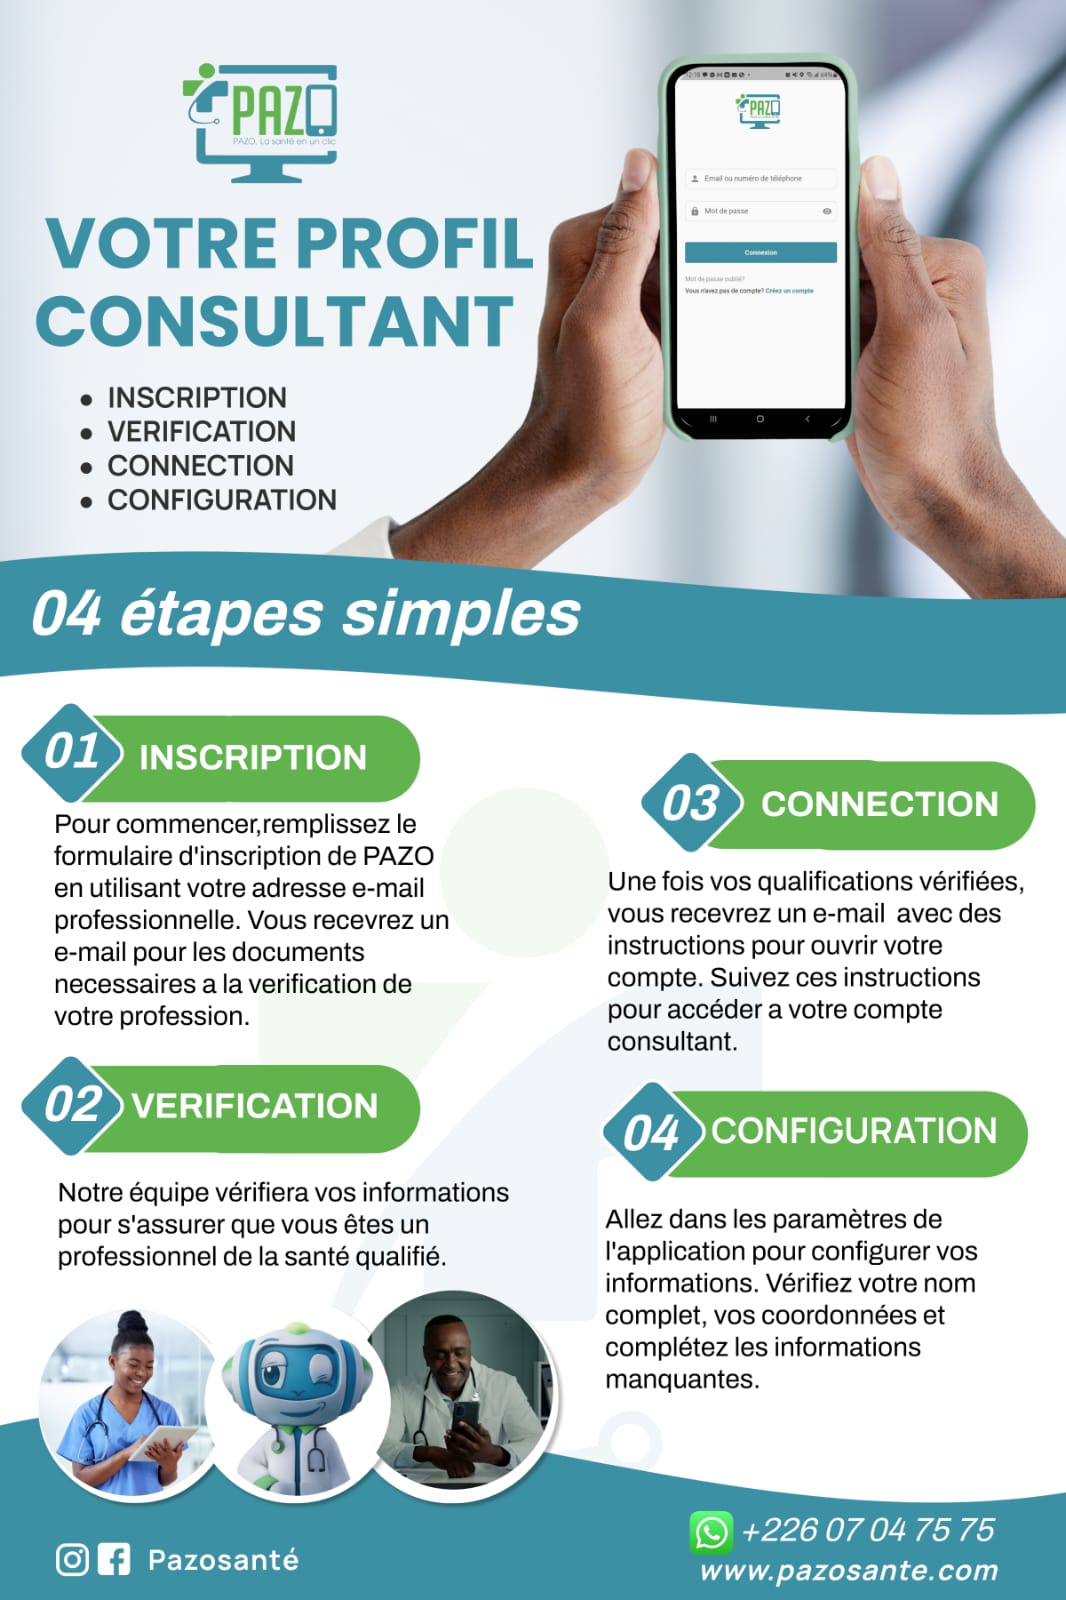 PAZO
PAZO, La santé en un clic
VOTRE PROFIL
CONSULTANT
• INSCRIPTION
• VERIFICATION
• CONNECTION
• CONFIGURATION
12:18
64%
PAZO
Email ou numéro de téléphone
Mot de passe
Connexion
Mot de passe oublié?
Vous n'avez pas de compte? Créez un compte
04 étapes simples
01 INSCRIPTION
Pour commencer,remplissez le
formulaire d'inscription de PAZO
en utilisant votre adresse e-mail
professionnelle. Vous recevrez un
e-mail pour les documents
necessaires a la verification de
votre profession.
02 VERIFICATION
Notre équipe vérifiera vos informations
pour s'assurer que vous êtes un
professionnel de la santé qualifié.
03 CONNECTION
Une fois vos qualifications vérifiées,
vous recevrez un e-mail avec des
instructions pour ouvrir votre
compte. Suivez ces instructions
pour accéder a votre compte
consultant.
04 CONFIGURATION
Allez dans les paramètres de
l'application pour configurer vos
informations. Vérifiez votre nom
complet, vos coordonnées et
complétez les informations
manquantes.
Pazosanté
+226 07 04 75 75
www.pazosante.com